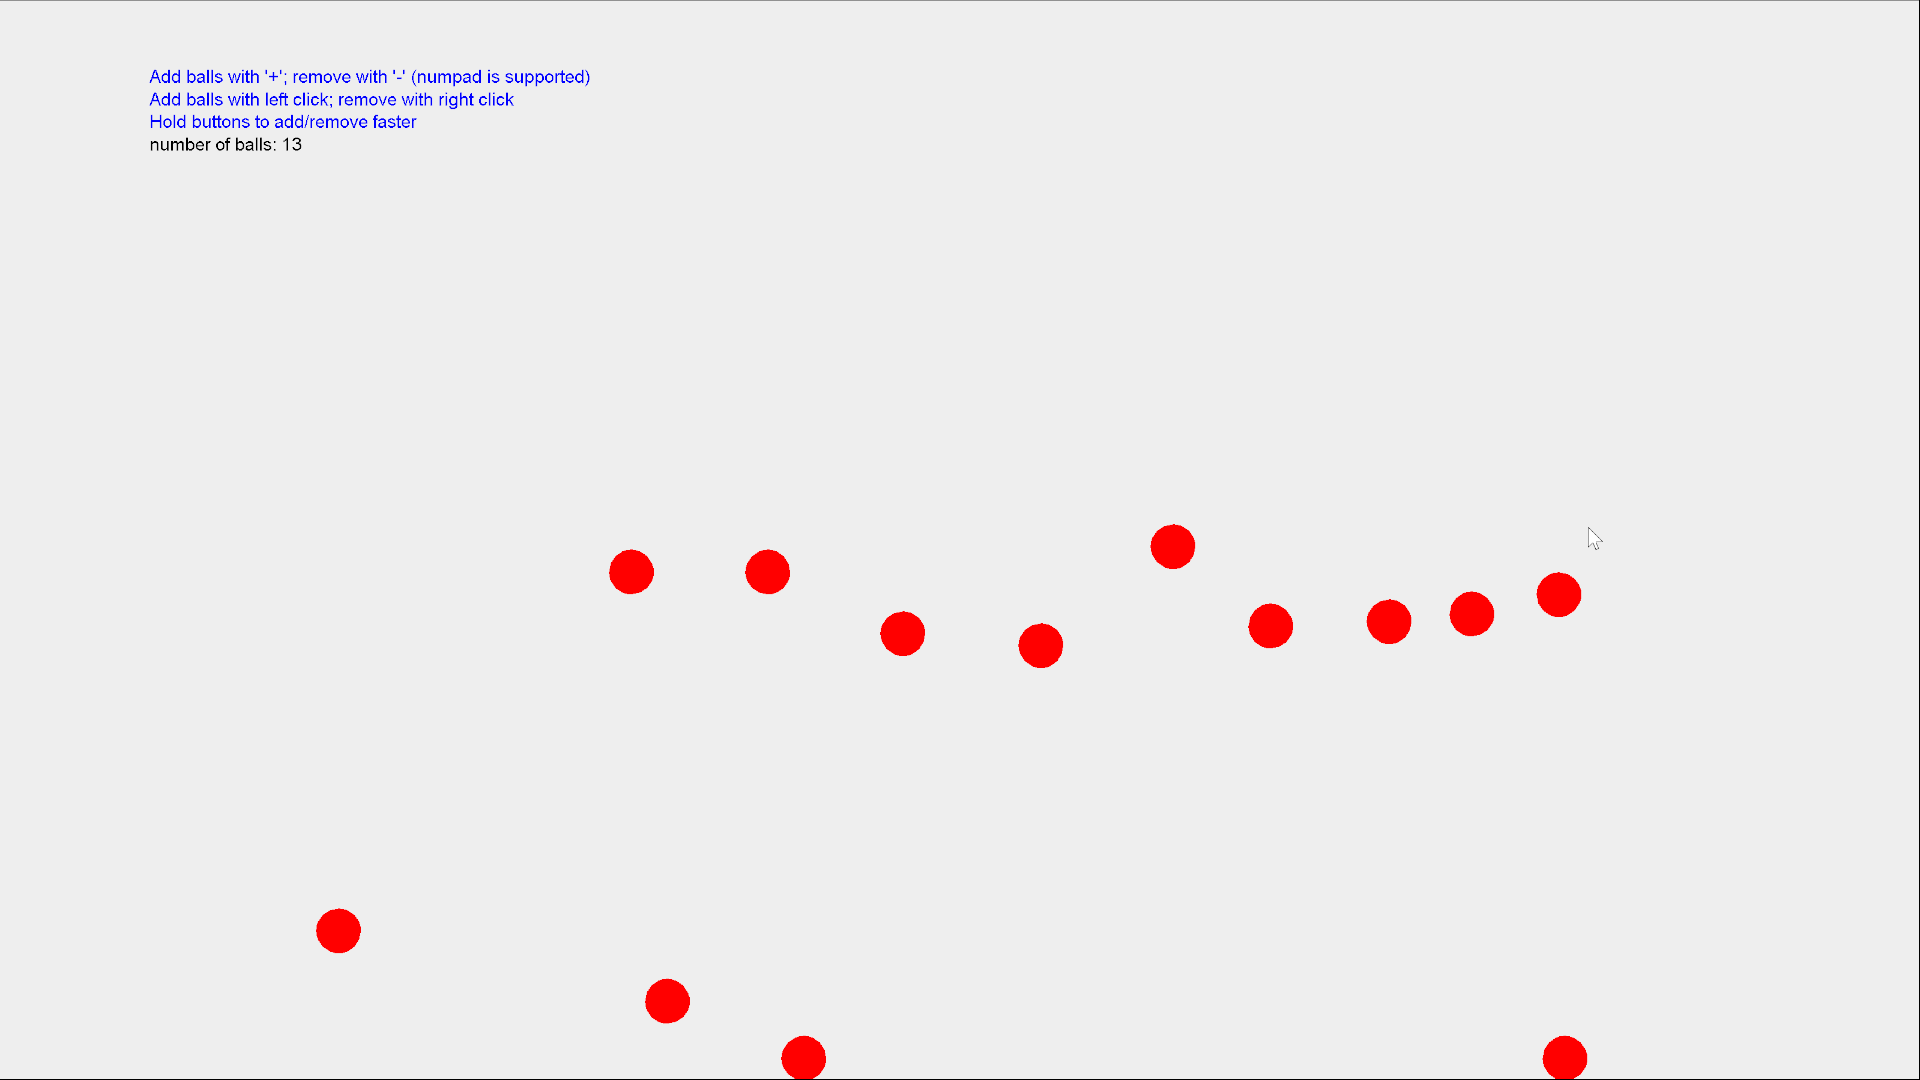 Add balls with '+'; remove with '-' (numpad is supported)
Add balls with left click; remove with right click
Hold buttons to add/remove faster
number of balls: 13